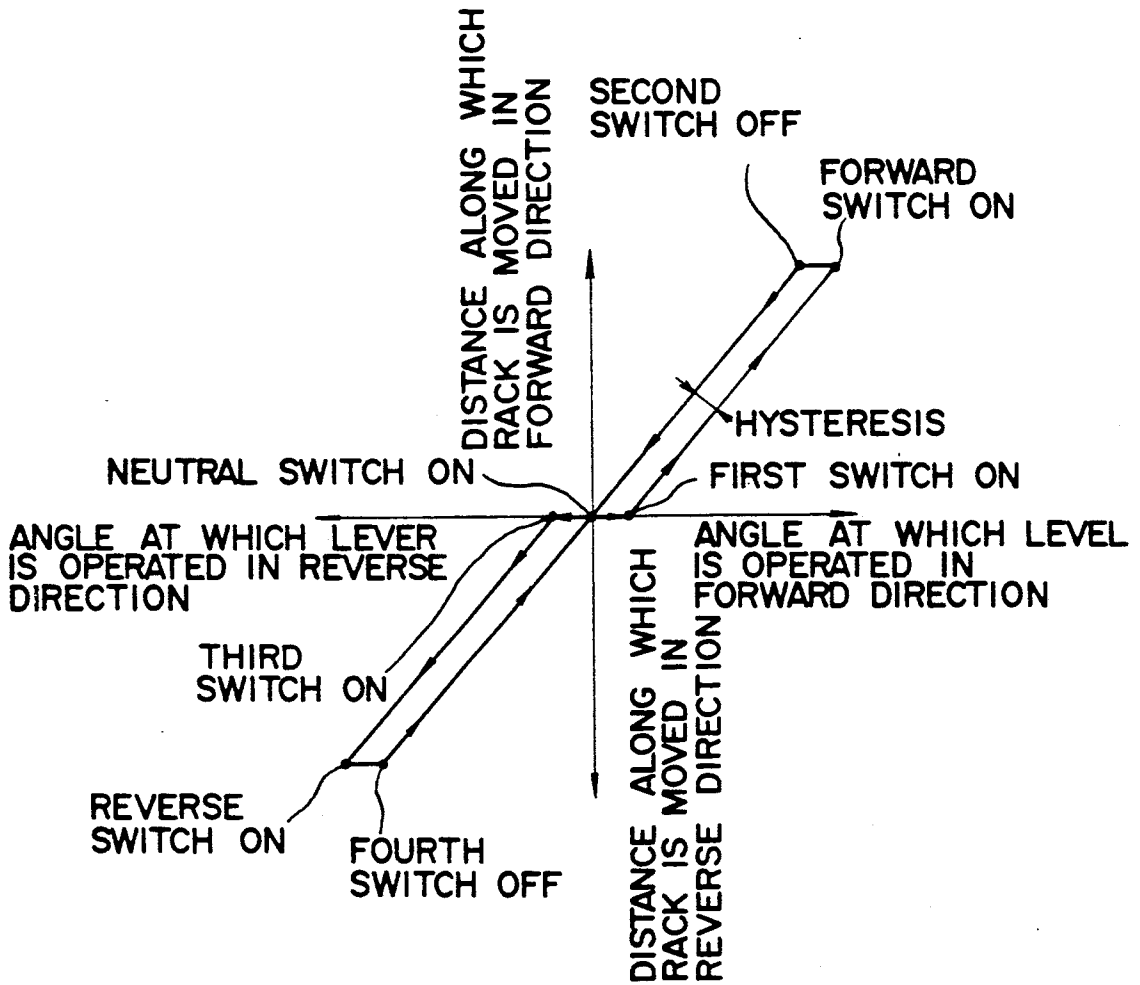 DISTANCE ALONG WHICH
RACK IS MOVED IN
FORWARD DIRECTION
SECOND
SWITCH OFF
FORWARD
SWITCH ON
HYSTERESIS
NEUTRAL SWITCH ON
FIRST SWITCH ON
ANGLE AT WHICH LEVER
IS OPERATED IN REVERSE
DIRECTION
ANGLE AT WHICH LEVEL
IS OPERATED IN
FORWARD DIRECTION
THIRD
SWITCH ON
REVERSE
SWITCH ON
FOURTH
SWITCH OFF
DISTANCE ALONG WHICH
RACK IS MOVED IN
REVERSE DIRECTION